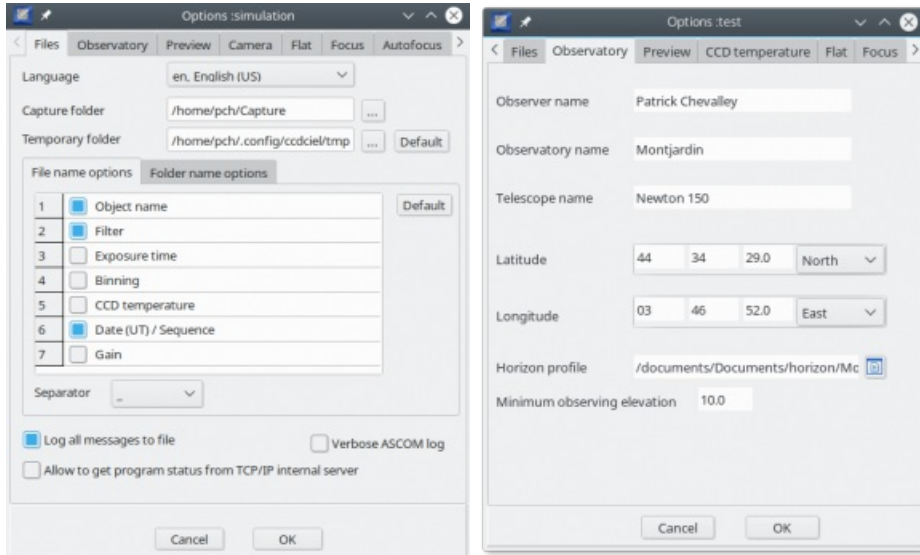 Options :simulation
Files Observatory Preview Camera Flat Focus Autofocus
Language en, English (US)
Capture folder /home/pch/Capture ...
Temporary folder /home/pch/.config/ccdciel/tmp ... Default
File name options Folder name options
1 Object name Default
2 Filter
3 Exposure time
4 Binning
5 CCD temperature
6 Date (UT) / Sequence
7 Gain
Separator _
Log all messages to file Verbose ASCOM log
Allow to get program status from TCP/IP internal server
Cancel OK
Options :test
Files Observatory Preview CCD temperature Flat Focus
Observer name Patrick Chevalley
Observatory name Montjardin
Telescope name Newton 150
Latitude 44 34 29.0 North
Longitude 03 46 52.0 East
Horizon profile /documents/Documents/horizon/Mc
Minimum observing elevation 10.0
Cancel OK